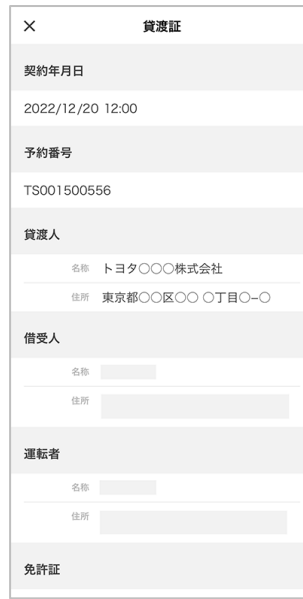 × 貸渡証
契約年月日
2022/12/20 12:00
予約番号
TS001500556
貸渡人
名称 トヨタ○○○株式会社
住所 東京都○○区○○ ○丁目○−○
借受人
名称
住所
運転者
名称
住所
免許証